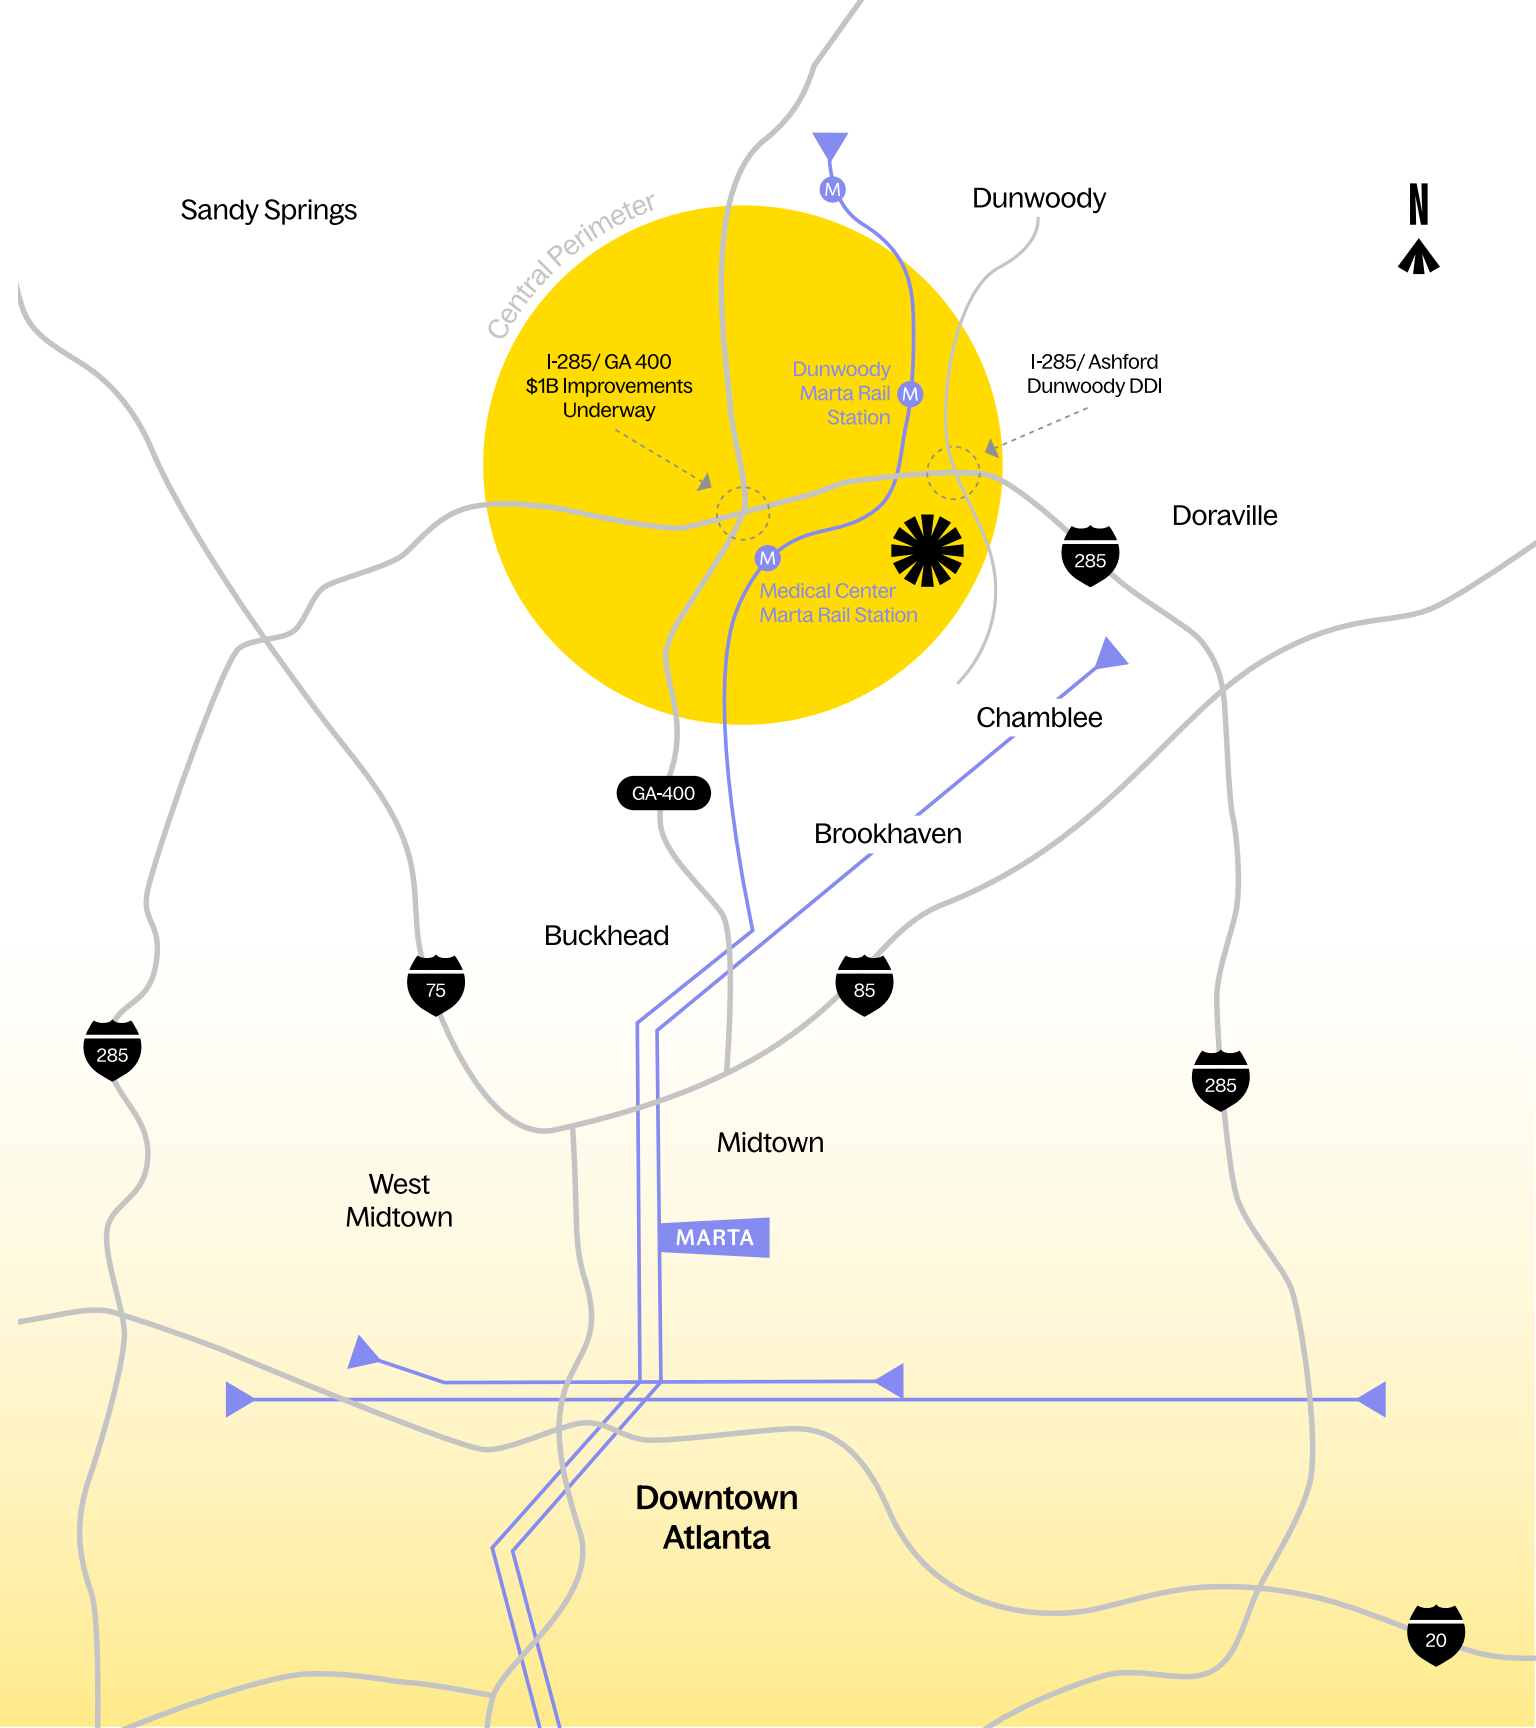 N
Sandy Springs
Dunwoody
Central Perimeter
M
I-285/ GA 400
$1B Improvements
Underway
Dunwoody
Marta Rail
Station
M
I-285/ Ashford
Dunwoody DDI
Doraville
285
M
Medical Center
Marta Rail Station
Chamblee
GA-400
Brookhaven
Buckhead
75
85
285
285
Midtown
West
Midtown
MARTA
Downtown
Atlanta
20